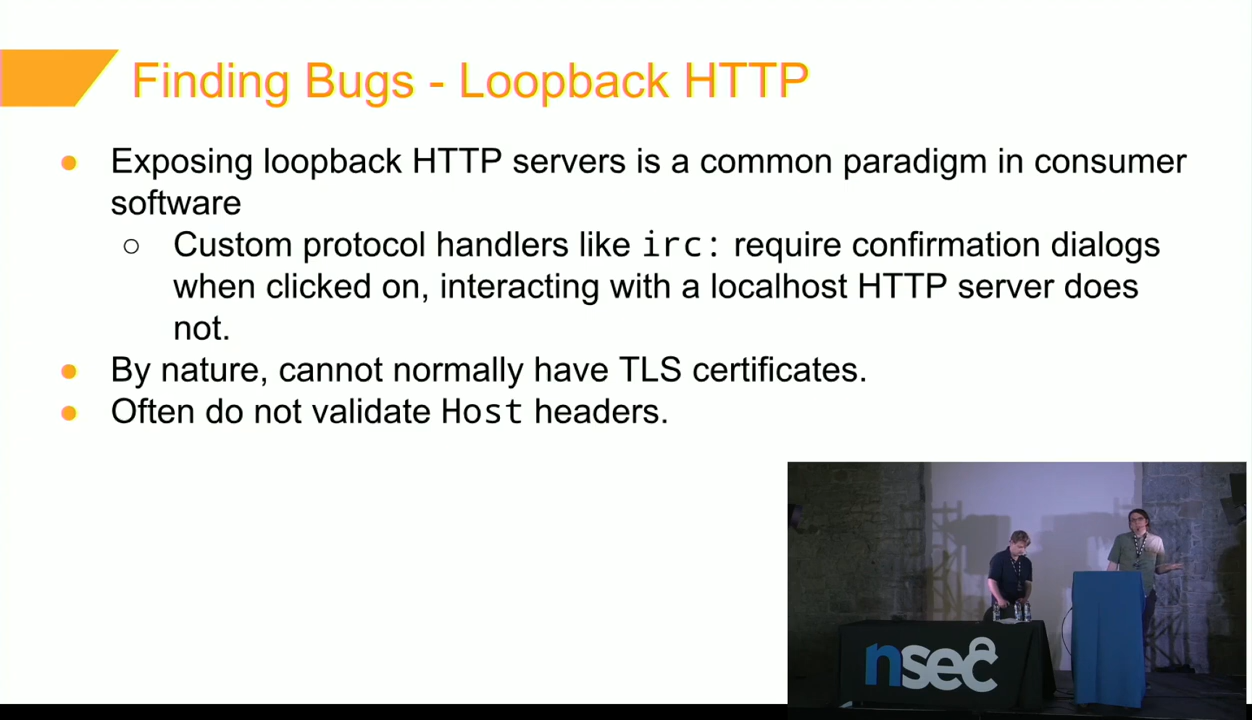 Finding Bugs - Loopback HTTP
● Exposing loopback HTTP servers is a common paradigm in consumer
software
○ Custom protocol handlers like irc: require confirmation dialogs
when clicked on, interacting with a localhost HTTP server does
not.
● By nature, cannot normally have TLS certificates.
● Often do not validate Host headers.
nsec